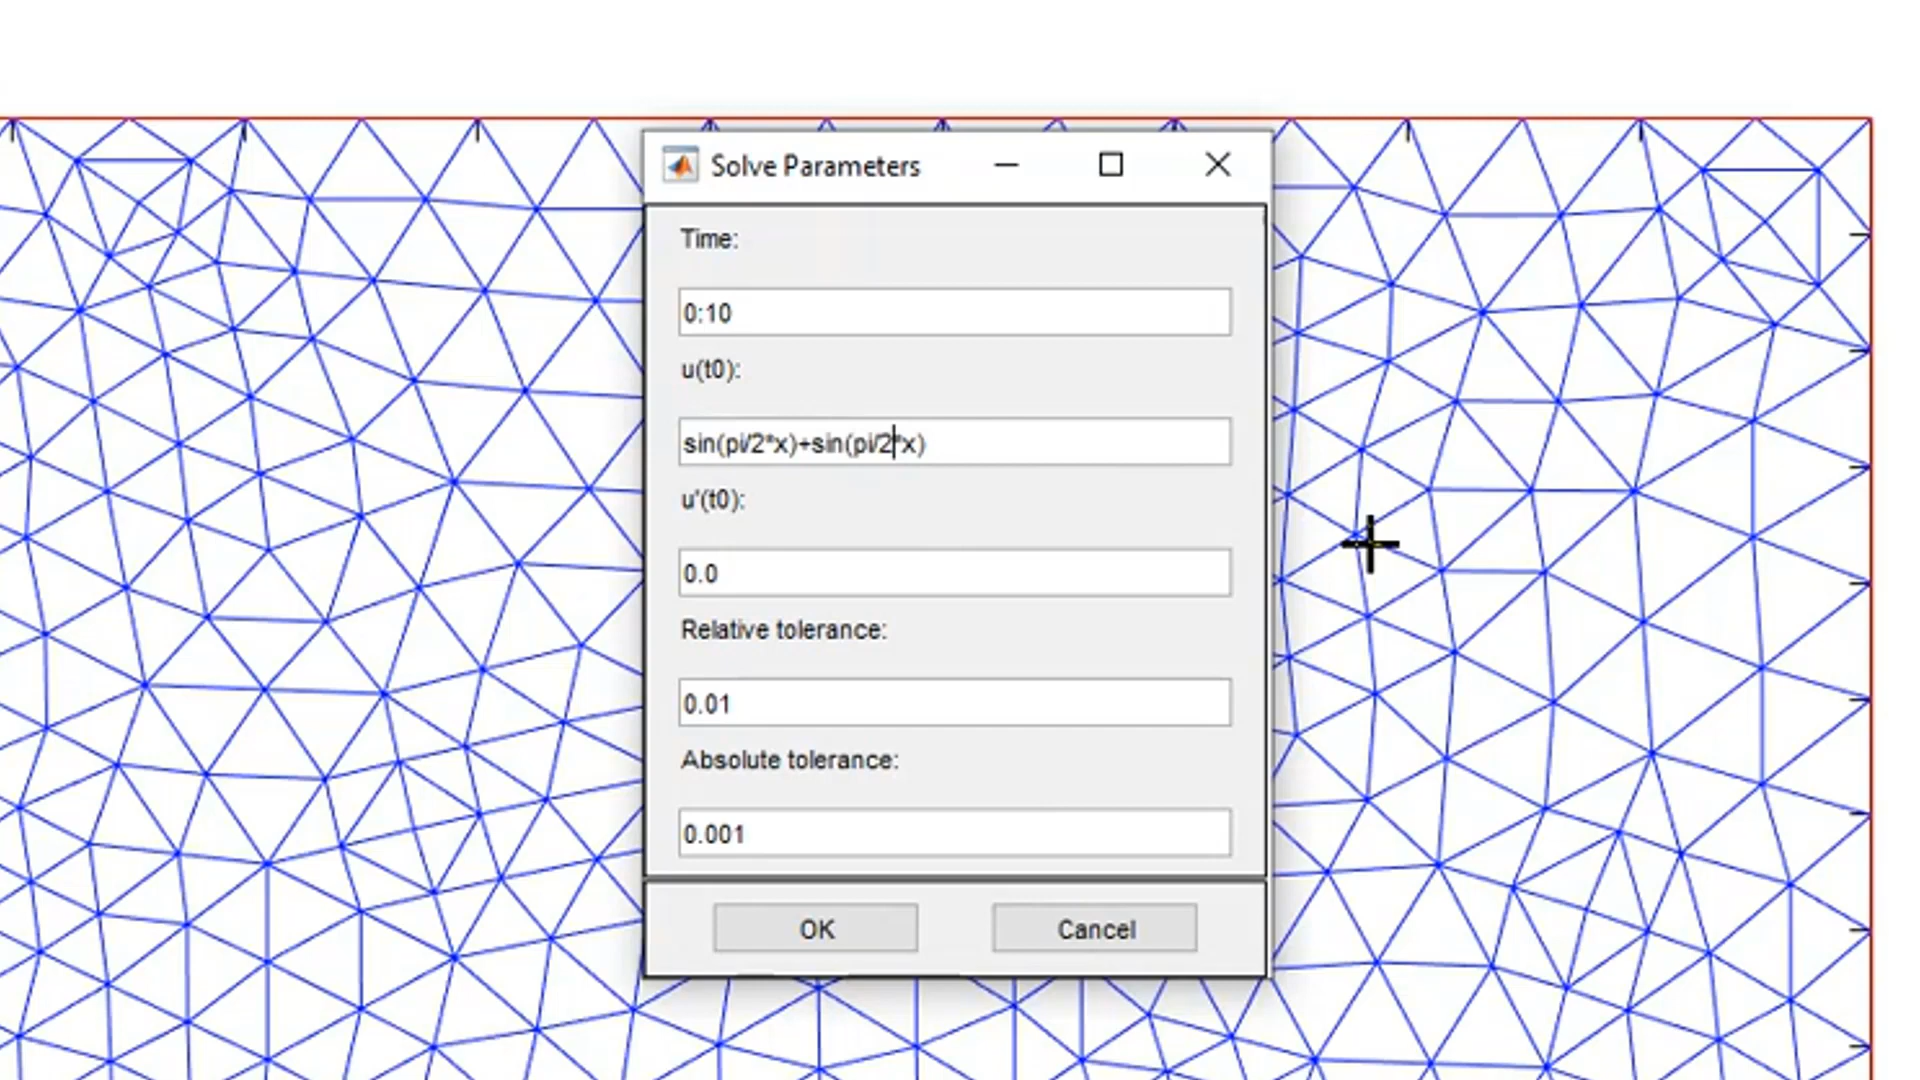 Solve Parameters
Time:
0:10
u(t0):
sin(pi/2*x)+sin(pi/2*x)
u'(t0):
0.0
Relative tolerance:
0.01
Absolute tolerance:
0.001
OK Cancel